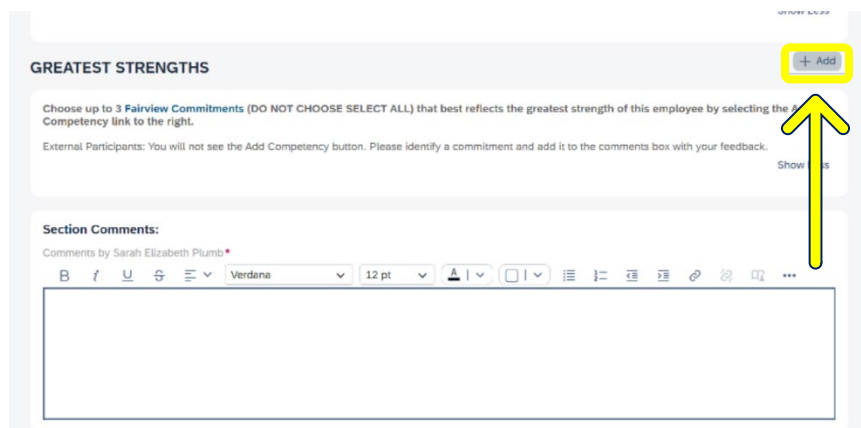 GREATEST STRENGTHS
+ Add
Choose up to 3 Fairview Commitments (DO NOT CHOOSE SELECT ALL) that best reflects the greatest strength of this employee by selecting the
Competency link to the right.
External Participants: You will not see the Add Competency button. Please identify a commitment and add it to the comments box with your feedback.
Show
Section Comments:
Comments by Sarah Elizabeth Plumb*
B i U S Verdana 12 pt A